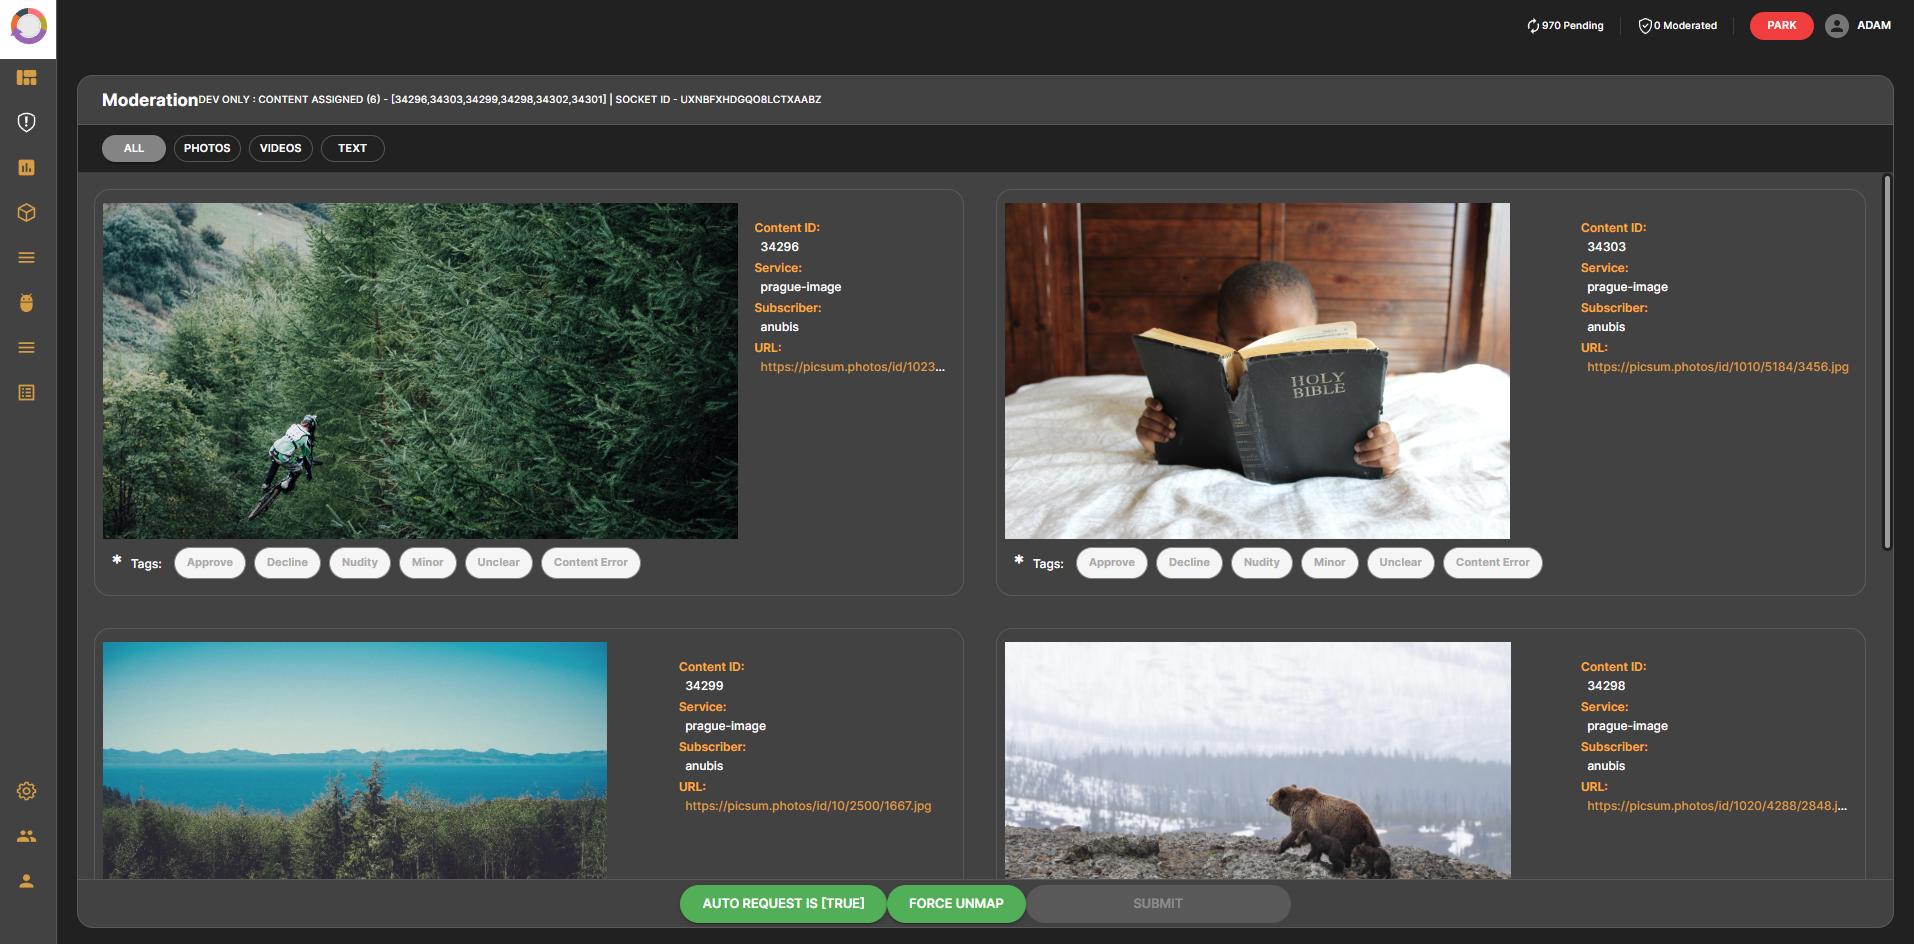 970 Pending
0 Moderated
PARK
ADAM
Moderation DEV ONLY : CONTENT ASSIGNED (6) - [34296,34303,34299,34298,34302,34301] | SOCKET ID - UXNBFXHDGQO8LCTXAABZ
ALL
PHOTOS
VIDEOS
TEXT
Content ID:
34296
Service:
prague-image
Subscriber:
anubis
URL:
https://picsum.photos/id/1023...
* Tags:
Approve
Decline
Nudity
Minor
Unclear
Content Error
HOLY
BIBLE
Content ID:
34303
Service:
prague-image
Subscriber:
anubis
URL:
https://picsum.photos/id/1010/5184/3456.jpg
* Tags:
Approve
Decline
Nudity
Minor
Unclear
Content Error
Content ID:
34299
Service:
prague-image
Subscriber:
anubis
URL:
https://picsum.photos/id/10/2500/1667.jpg
Content ID:
34298
Service:
prague-image
Subscriber:
anubis
URL:
https://picsum.photos/id/1020/4288/2848.j...
AUTO REQUEST IS [TRUE]
FORCE UNMAP
SUBMIT